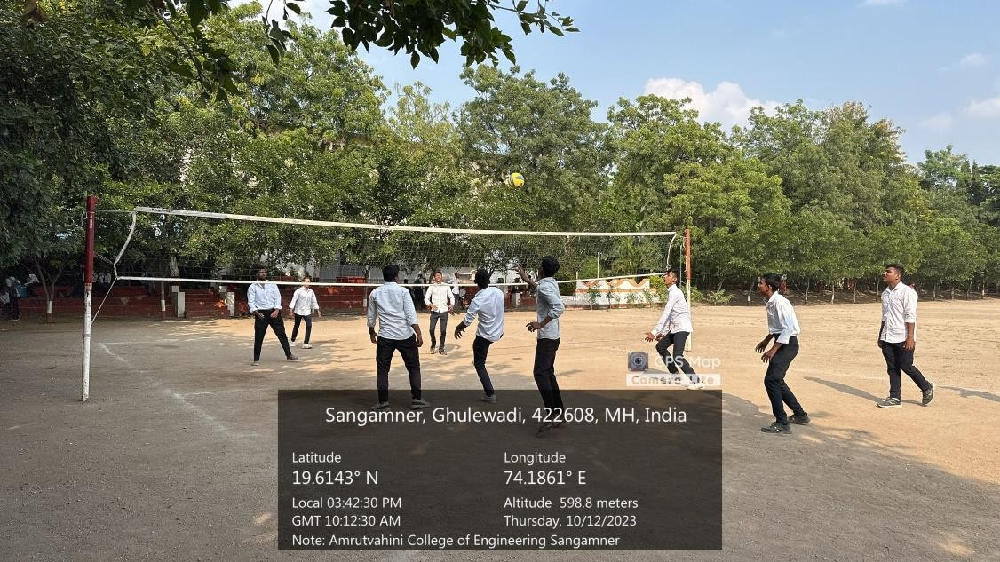 GPS Map
Camera Lite
Sangamner, Ghulewadi, 422608, MH, India
Latitude
Longitude
19.6143° N
74.1861° E
Local 03:42:30 PM
Altitude 598.8 meters
GMT 10:12:30 AM
Thursday, 10/12/2023
Note: Amrutvahini College of Engineering Sangamner